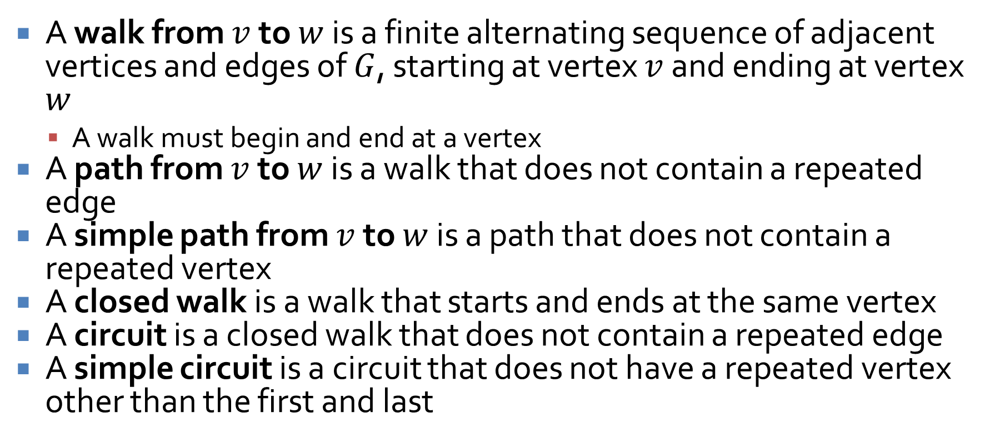 A walk from v to w is a finite alternating sequence of adjacent
vertices and edges of G, starting at vertex v and ending at vertex
w
A walk must begin and end at a vertex
A path from v to w is a walk that does not contain a repeated
edge
A simple path from v to w is a path that does not contain a
repeated vertex
A closed walk is a walk that starts and ends at the same vertex
A circuit is a closed walk that does not contain a repeated edge
A simple circuit is a circuit that does not have a repeated vertex
other than the first and last